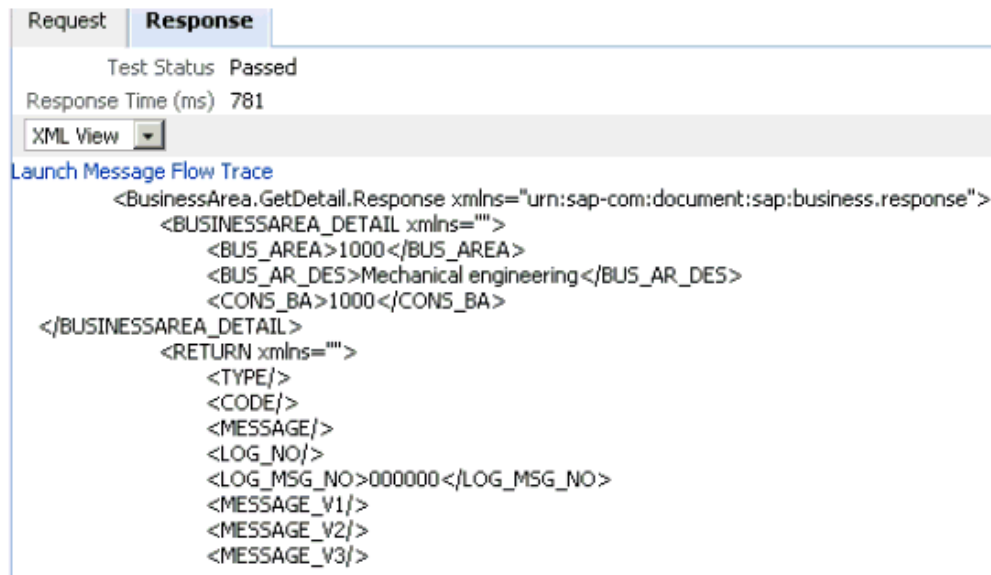 Request Response
Test Status Passed
Response Time (ms) 781
XML View
Launch Message Flow Trace
<BusinessArea.GetDetail.Response xmlns="urn:sap-com:document:sap:business.response">
<BUSINESSAREA_DETAIL xmlns="">
<BUS_AREA>1000</BUS_AREA>
<BUS_AR_DES>Mechanical engineering</BUS_AR_DES>
<CONS_BA>1000</CONS_BA>
</BUSINESSAREA_DETAIL>
<RETURN xmlns="">
<TYPE/>
<CODE/>
<MESSAGE/>
<LOG_NO/>
<LOG_MSG_NO>000000</LOG_MSG_NO>
<MESSAGE_V1/>
<MESSAGE_V2/>
<MESSAGE_V3/>